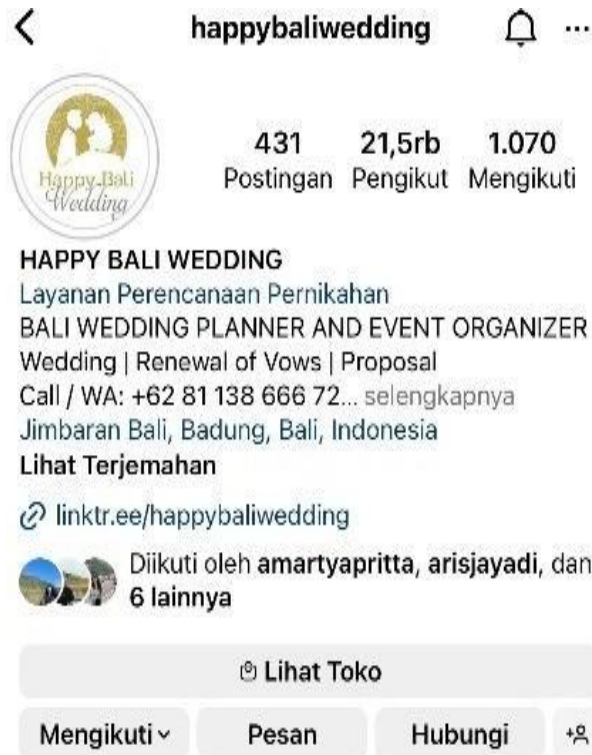 happybaliwedding
Happy Bali
Wedding
431 21,5rb 1.070
Postingan Pengikut Mengikuti
HAPPY BALI WEDDING
Layanan Perencanaan Pernikahan
BALI WEDDING PLANNER AND EVENT ORGANIZER
Wedding | Renewal of Vows | Proposal
Call / WA: +62 81 138 666 72... selengkapnya
Jimbaran Bali, Badung, Bali, Indonesia
Lihat Terjemahan
linktr.ee/happybaliwedding
Diikuti oleh amartyapritta, arisjayadi, dan
6 lainnya
Lihat Toko
Mengikuti Pesan Hubungi